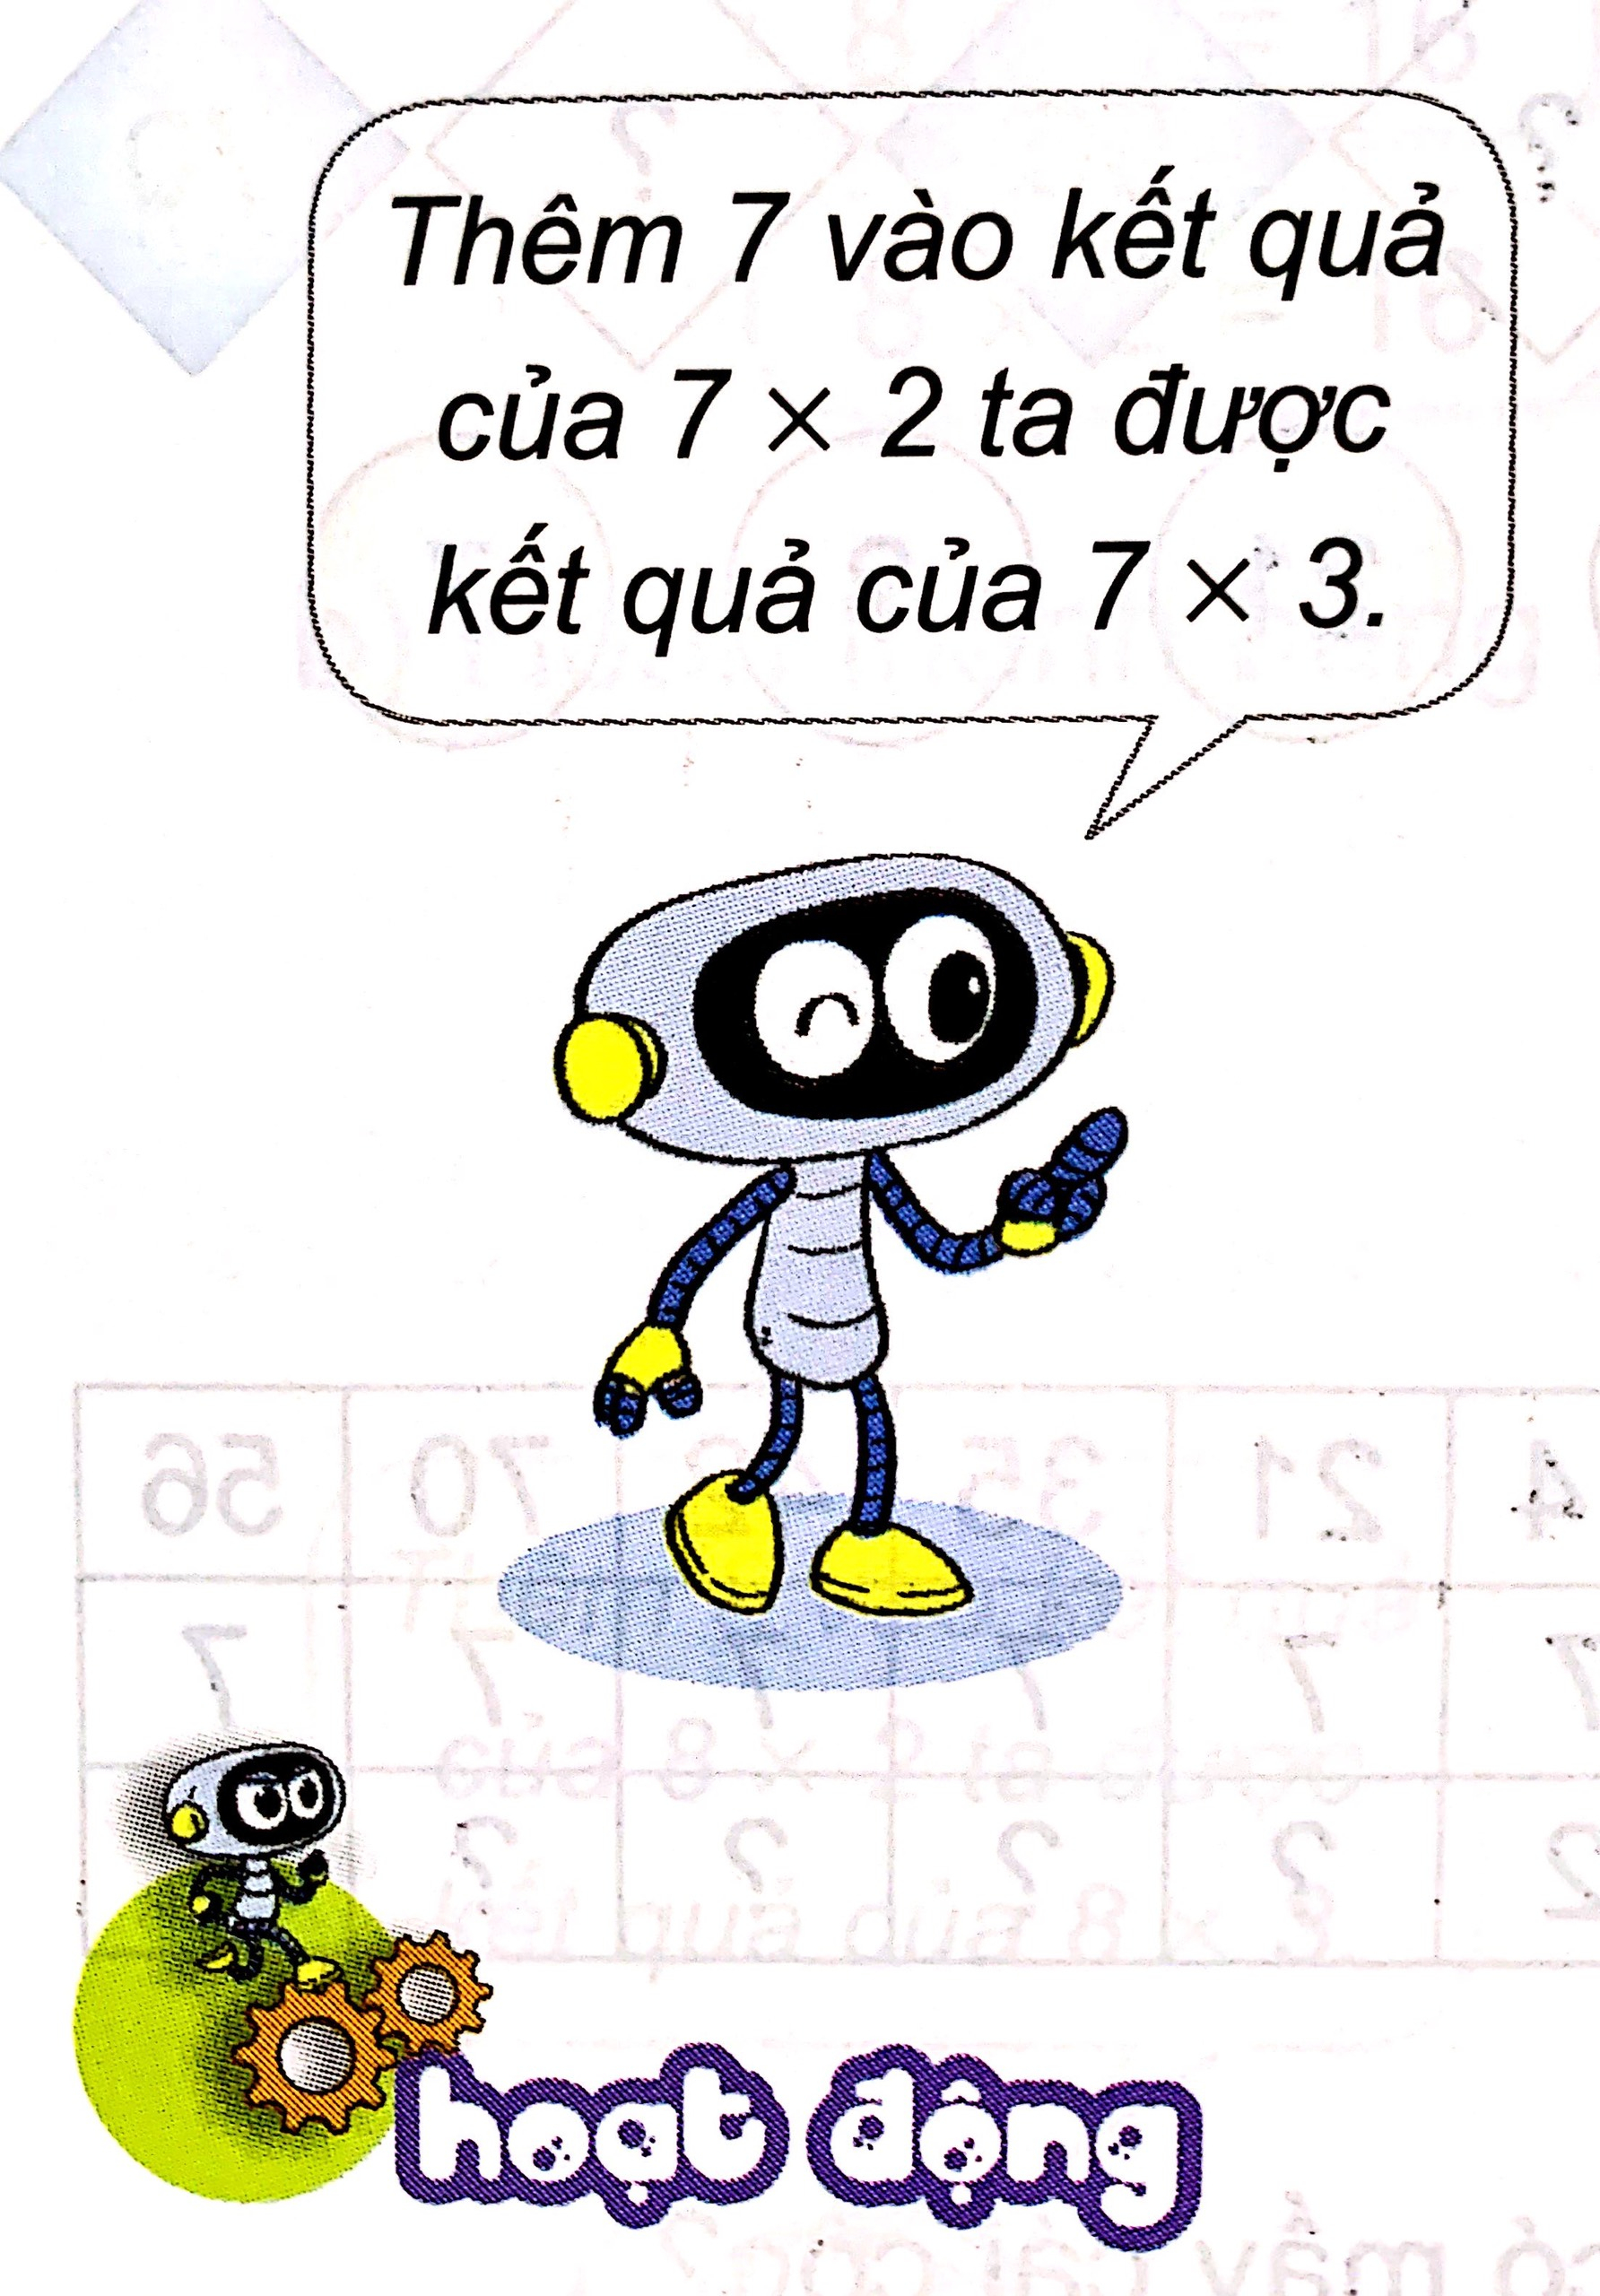 Thêm 7 vào kết quả
của 7 × 2 ta được
kết quả của 7 × 3.
hoạt động